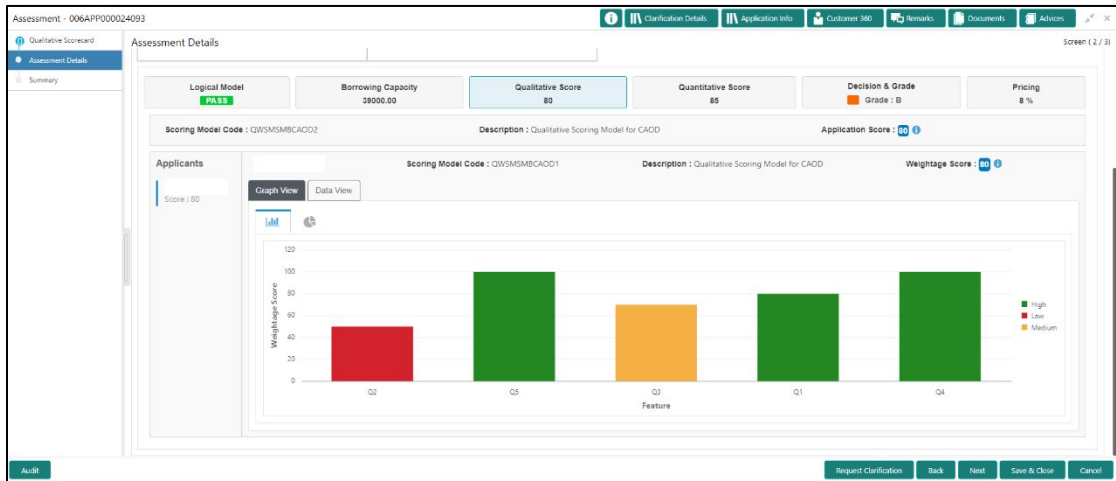 Assessment - 006APP000024093
Clarification Details
Application Info
Customer 360
Remarks
Documents
Advices
Qualitative Scorecard
Assessment Details
Summary
Assessment Details
Screen ( 2 / 3)
Logical Model
PASS
Borrowing Capacity
39000.00
Qualitative Score
80
Quantitative Score
85
Decision & Grade
Grade : B
Pricing
8 %
Scoring Model Code : QWSMSMBCAOD2
Description : Qualitative Scoring Model for CAOD
Application Score : 80
Applicants
Score : 80
Scoring Model Code : QWSMSMBCAOD1
Description : Qualitative Scoring Model for CAOD
Weightage Score : 80
Graph View
Data View
120
100
80
60
40
20
0
Weightage Score
Q2
Q5
Q3
Q1
Q4
Feature
High
Low
Medium
Audit
Request Clarification
Back
Next
Save & Close
Cancel